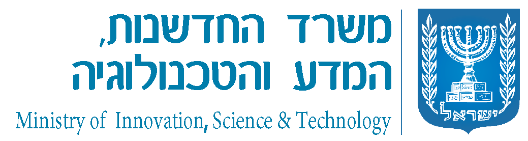 משרד החדשנות,
המדע והטכנולוגיה
Ministry of Innovation, Science & Technology
ישראל